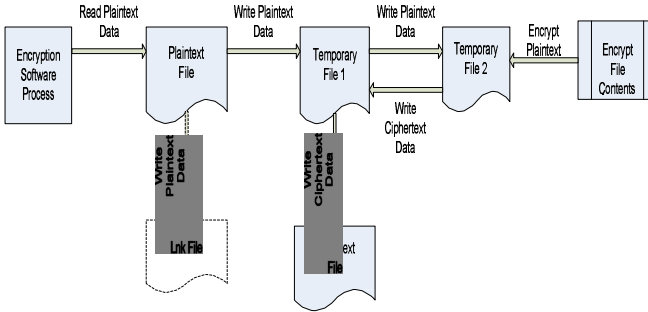 Read Plaintext
Data
Write Plaintext
Data
Write Plaintext
Data
Encrypt
Plaintext
Encryption
Software
Process
Plaintext
File
Temporary
File 1
Temporary
File 2
Encrypt
File
Contents
Write
Ciphertext
Data
Write
Plaintext
Data
Write
Ciphertext
Data
Lnk File
ext
File